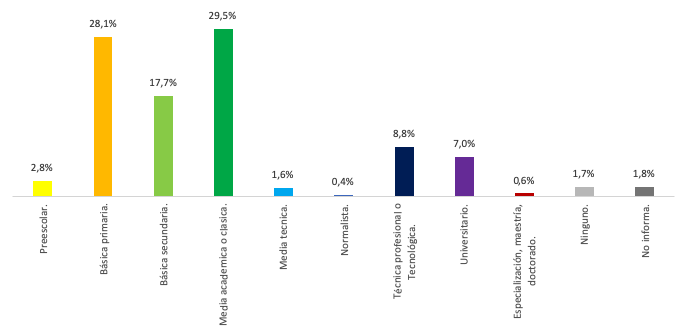 2,8%
28,1%
17,7%
29,5%
1,6%
0,4%
8,8%
7,0%
0,6%
1,7%
1,8%
Preescolar.
Básica primaria.
Básica secundaria.
Media academica o clasica.
Media tecnica.
Normalista.
Técnica profesional o
Tecnológica.
Universitario.
Especialización, maestría,
doctorado.
Ninguno.
No informa.